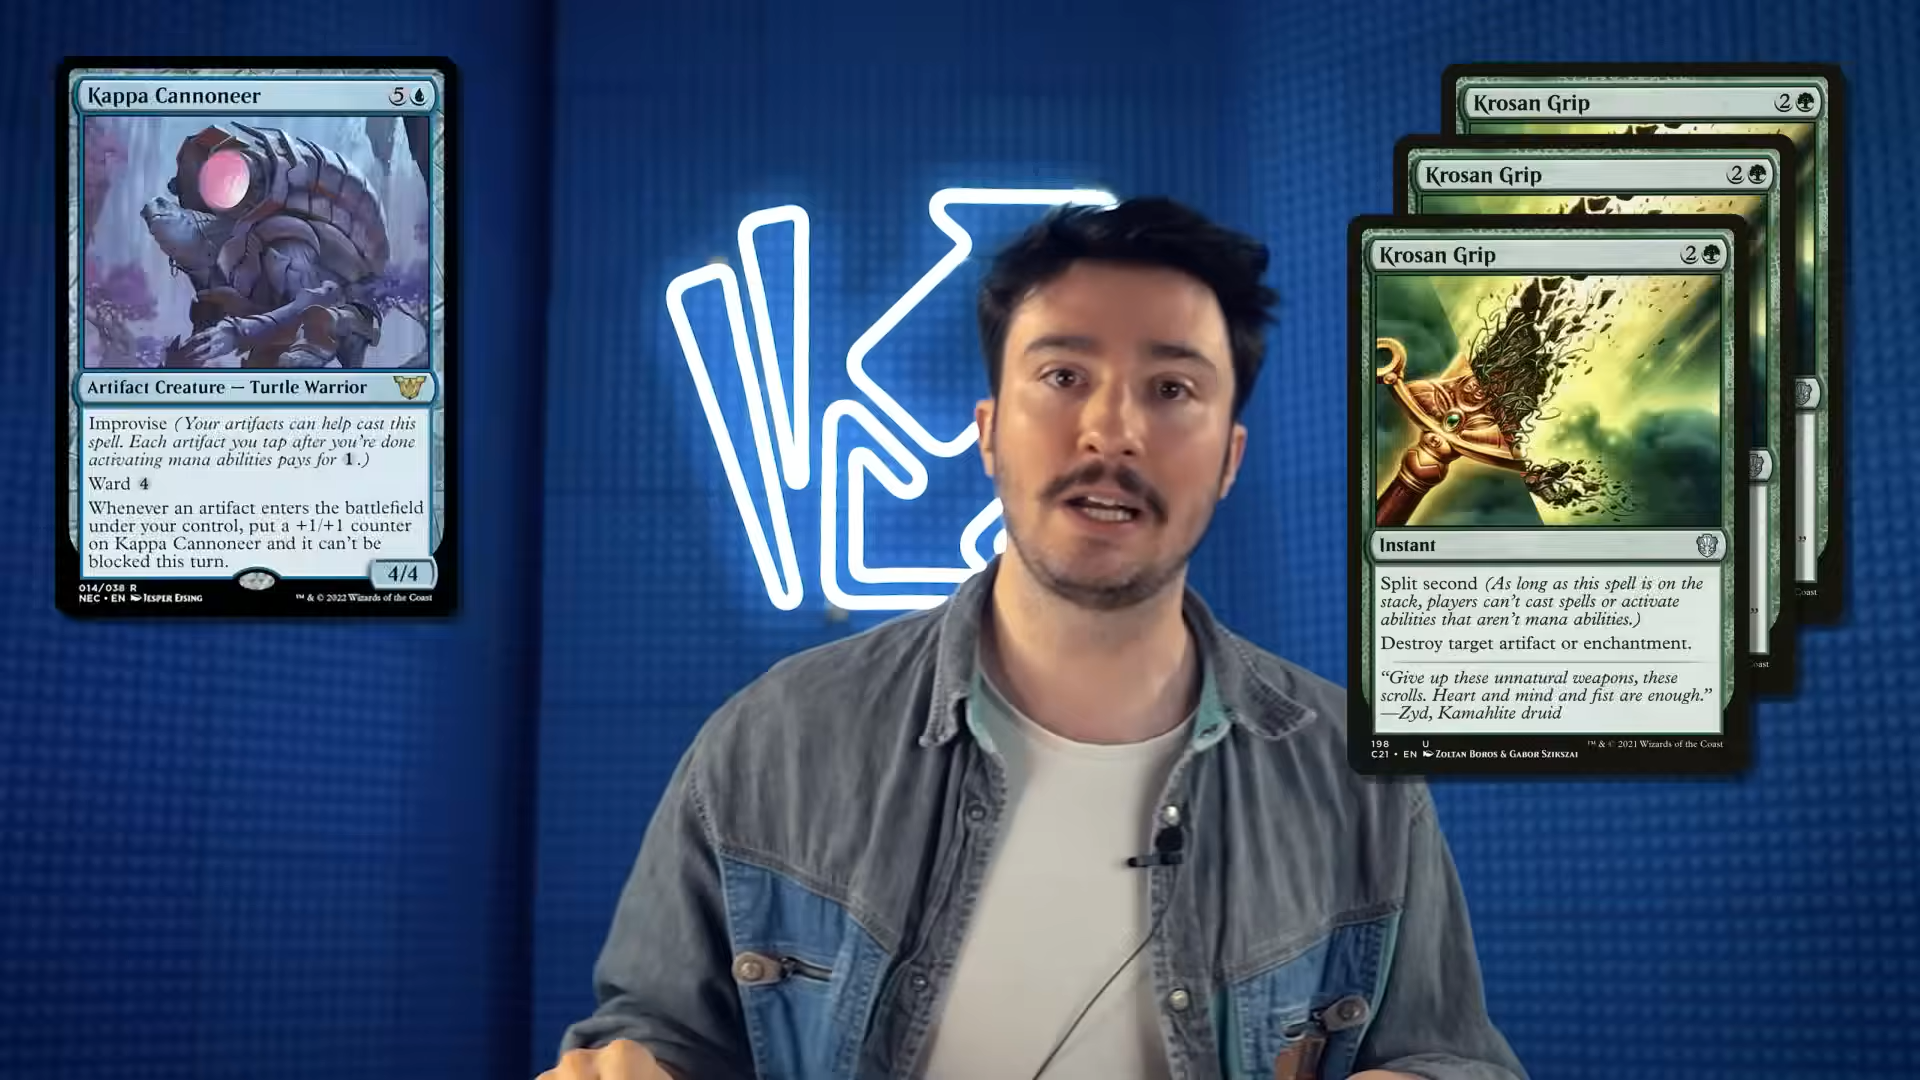 Kappa Cannoneer 5
Artifact Creature — Turtle Warrior
Improvise (Your artifacts can help cast this
spell. Each artifact you tap after you're done
activating mana abilities pays for 1.)
Ward 4
Whenever an artifact enters the battlefield
under your control, put a +1/+1 counter
on Kappa Cannoneer and it can't be
blocked this turn.
4/4
014/038 R
NEC • EN Jesper Ejsing
™ & © 2022 Wizards of the Coast
Krosan Grip 2
Krosan Grip 2
Krosan Grip 2
Instant
Split second (As long as this spell is on the
stack, players can't cast spells or activate
abilities that aren't mana abilities.)
Destroy target artifact or enchantment.
"Give up these unnatural weapons, these
scrolls. Heart and mind and fist are enough."
—Zyd, Kamahlite druid
198 U
C21 • EN Zoltan Boros & Gabor Szikszai
™ & © 2021 Wizards of the Coast
"
Coast
"
Coast